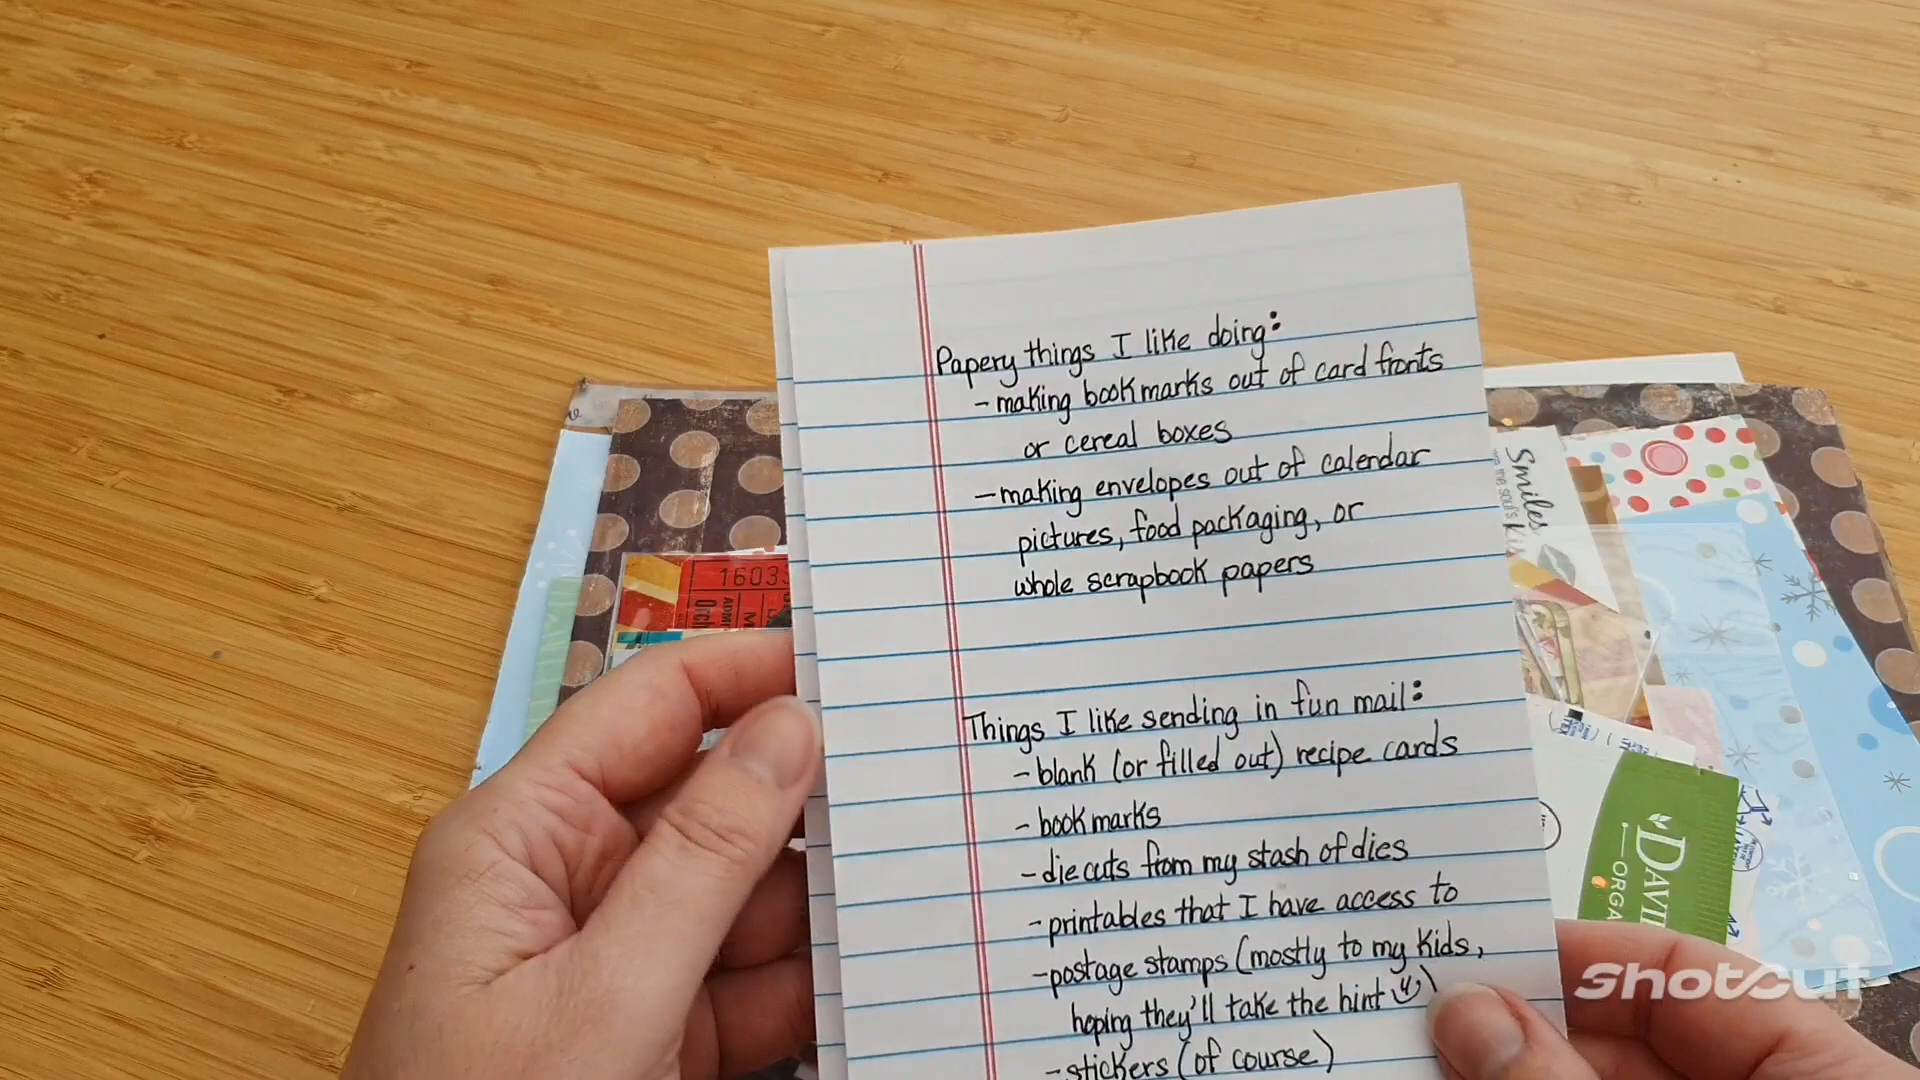 Papery things I like doing:
- making bookmarks out of card fronts
or cereal boxes
- making envelopes out of calendar
pictures, food packaging, or
whole scrapbook papers
Things I like sending in fun mail:
- blank (or filled out) recipe cards
- bookmarks
- die cuts from my stash of dies
- printables that I have access to
- postage stamps (mostly to my kids,
hoping they'll take the hint)
- stickers (of course)
1603
Smiles
DAVI
ORGA
Shotcut